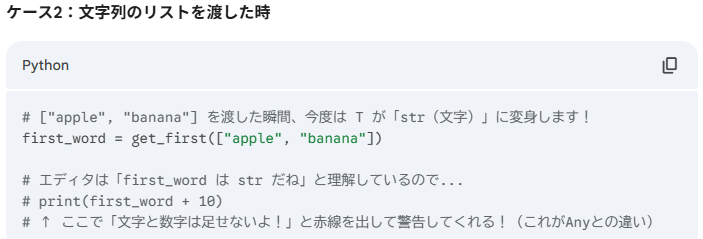 ケース2：文字列のリストを渡した時
Python
# ["apple", "banana"] を渡した瞬間、今度は T が「str（文字）」に変身します！
first_word = get_first(["apple", "banana"])
# エディタは「first_word は str だね」と理解しているので...
# print(first_word + 10)
# ↑ ここで「文字と数字は足せないよ！」と赤線を出して警告してくれる！（これがAnyとの違い）